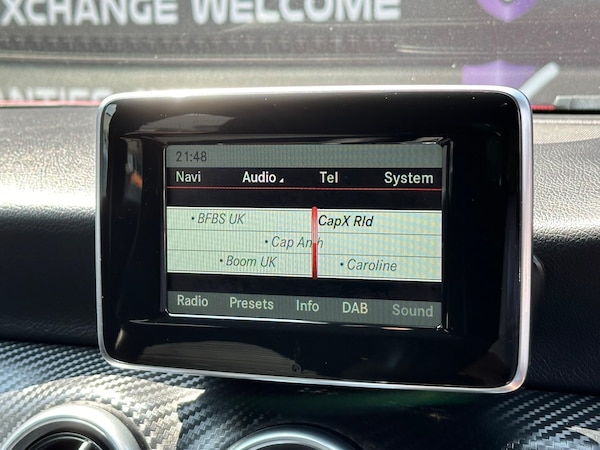 XCHANGE WELCOME
21:48
Navi Audio Tel System
• BFBS UK CapX Rld
• Cap Anh
• Boom UK • Caroline
Radio Presets Info DAB Sound